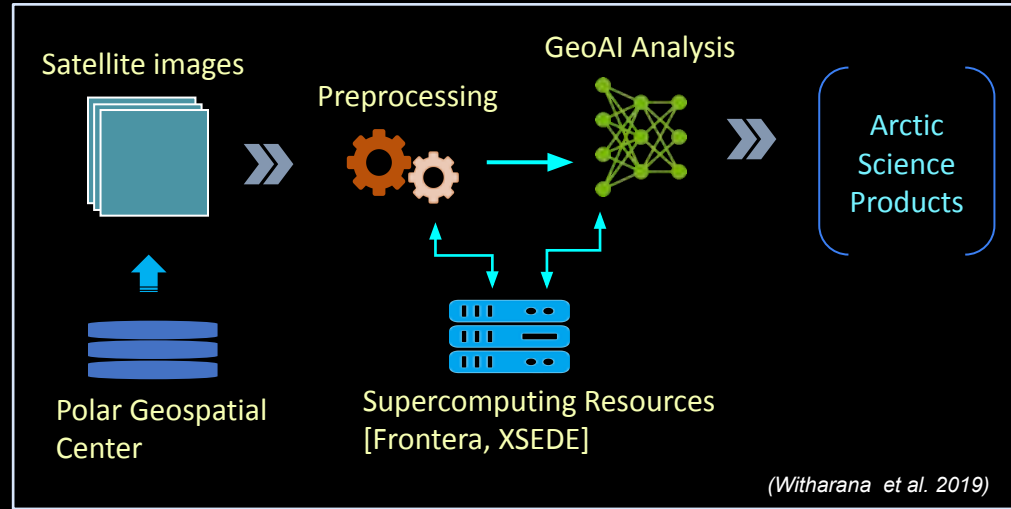 Satellite images
Preprocessing
GeoAI Analysis
Arctic
Science
Products
Polar Geospatial
Center
Supercomputing Resources
[Frontera, XSEDE]
(Witharana et al. 2019)